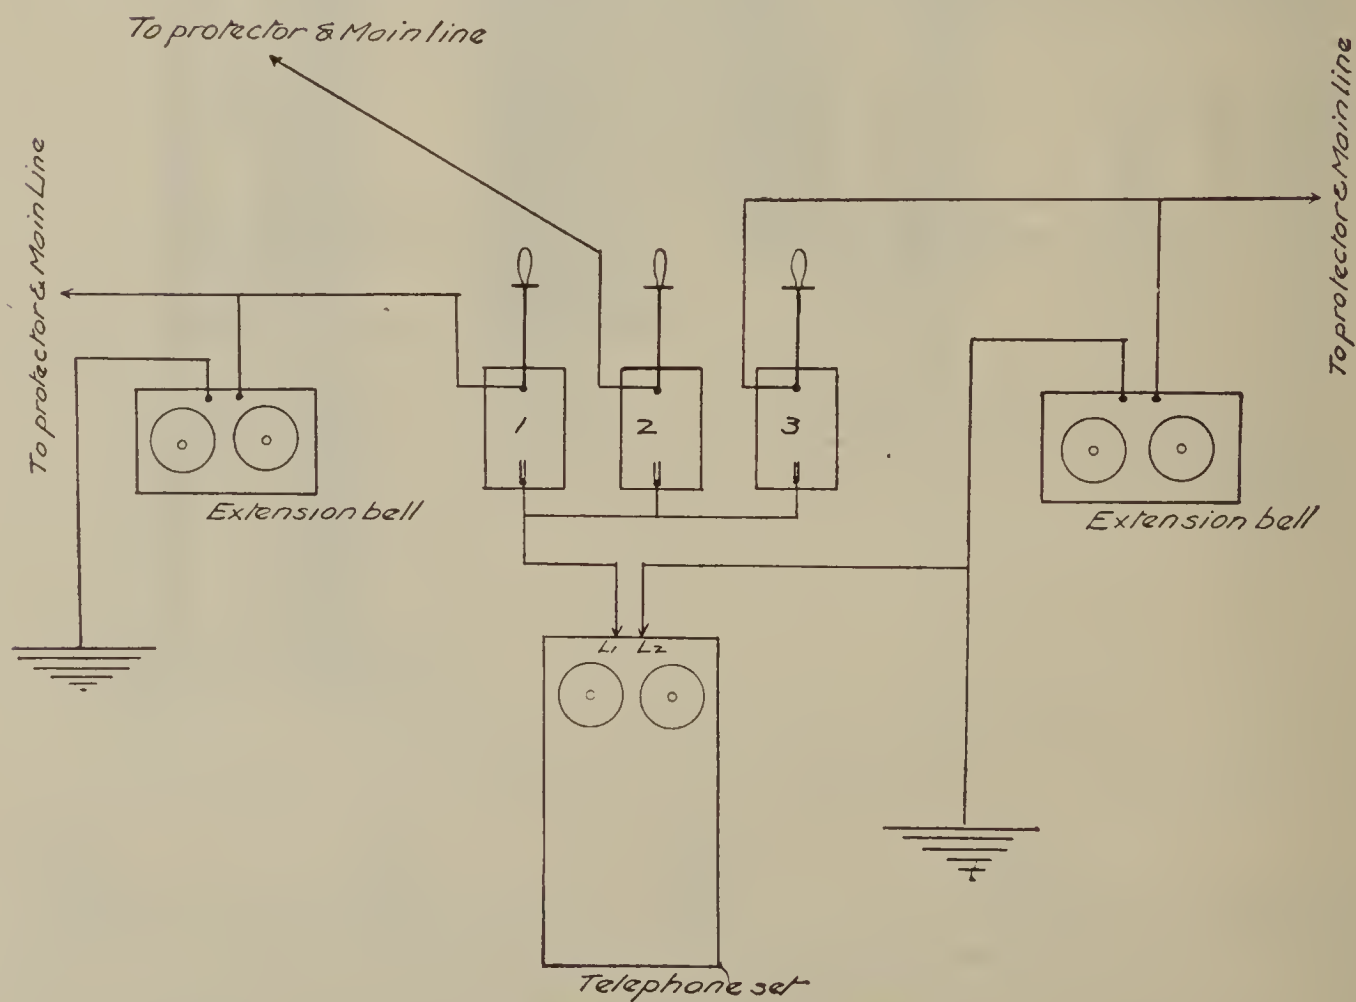 To protector & Main line
To protector & Main Line
To protector & Main line
1
2
3
Extension bell
Extension bell
L1 L2
Telephone set